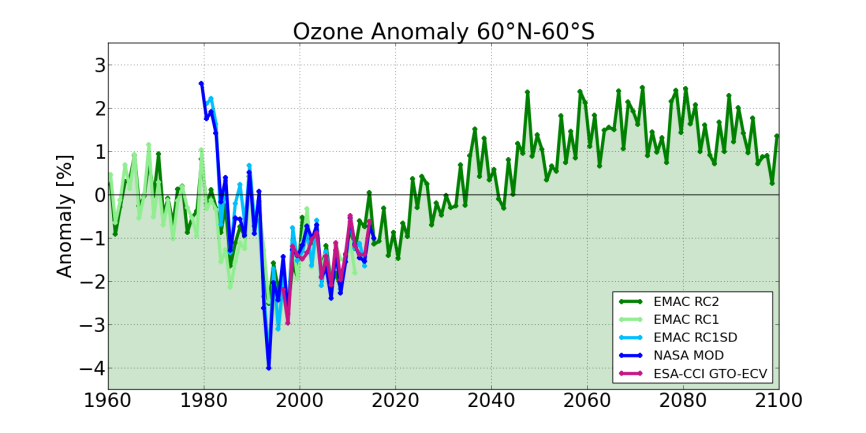 Ozone Anomaly 60°N-60°S
Anomaly [%]
3
2
1
0
−1
−2
−3
−4
EMAC RC2
EMAC RC1
EMAC RC1SD
NASA MOD
ESA-CCI GTO-ECV
1960 1980 2000 2020 2040 2060 2080 2100